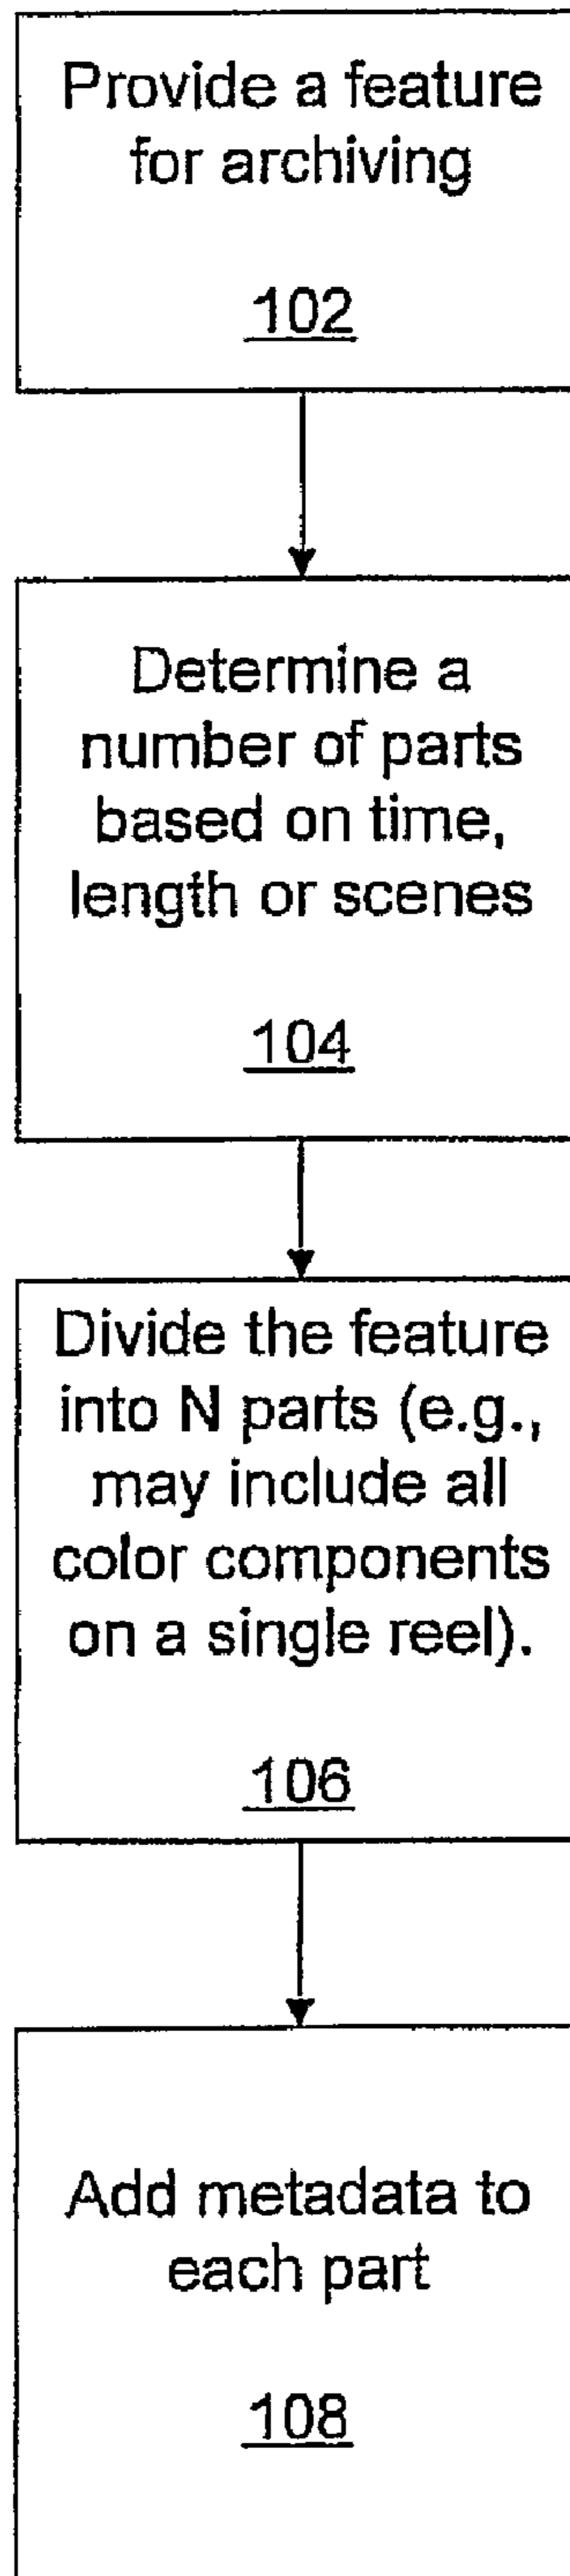 Provide a feature
for archiving
102
Determine a
number of parts
based on time,
length or scenes
104
Divide the feature
into N parts (e.g.,
may include all
color components
on a single reel).
106
Add metadata to
each part
108